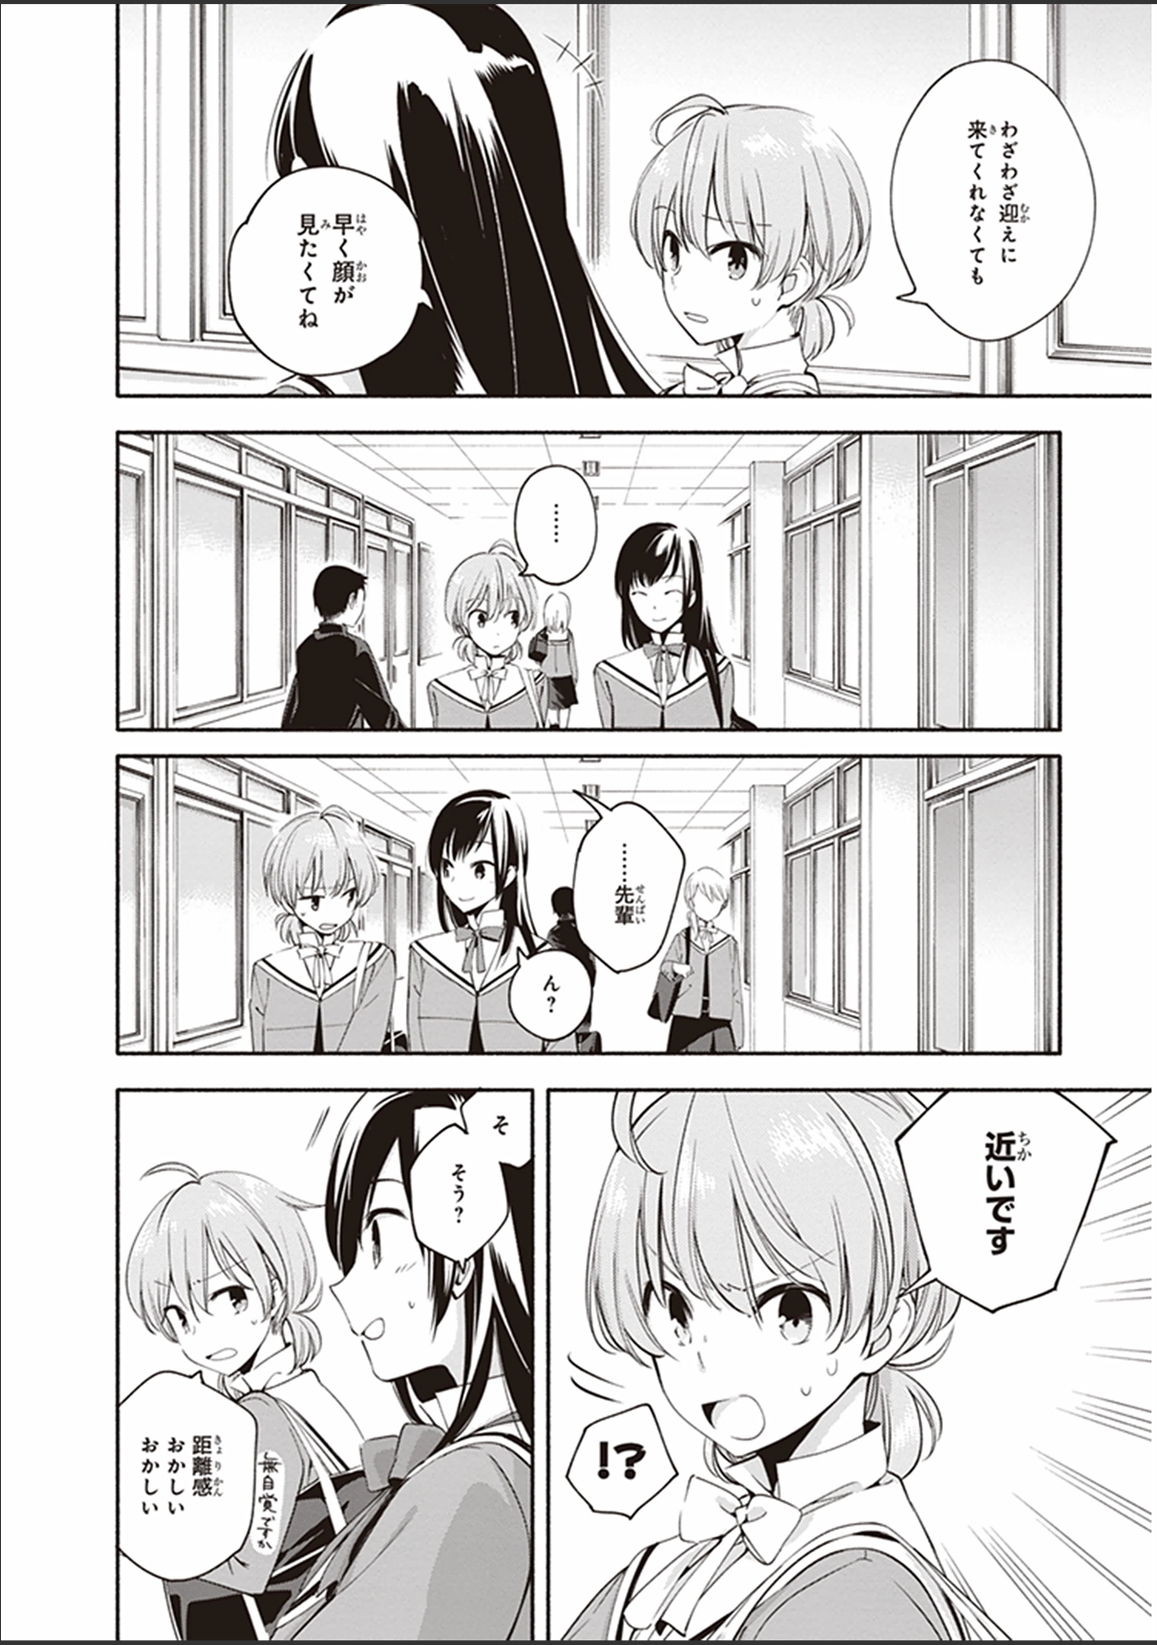 わざわざ迎えに
来てくれなくても
早く顔が
見たくてね
……
……先輩
ん？
近いです
！？
そ
そう？
距離感
おかしい
おかしい
無自覚ですか